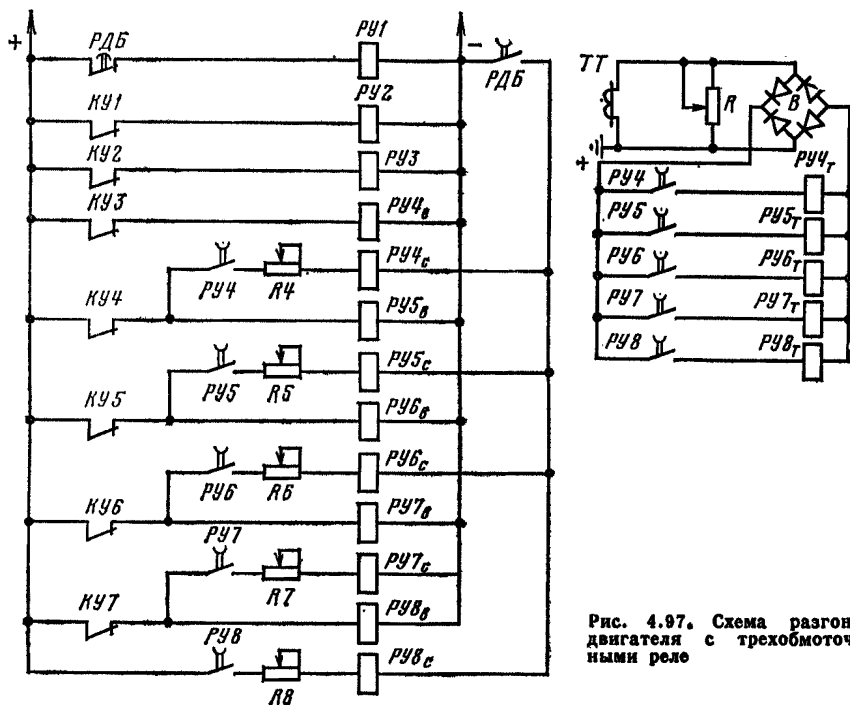 +
РДБ
РУ1
-
РДБ
КУ1
РУ2
КУ2
РУ3
КУ3
РУ4в
РУ4
R4
РУ4с
КУ4
РУ5в
РУ5
R5
РУ5с
КУ5
РУ6в
РУ6
R6
РУ6с
КУ6
РУ7в
РУ7
R7
РУ7с
КУ7
РУ8в
РУ8
R8
РУ8с
ТТ
R
В
+
РУ4
РУ4т
РУ5
РУ5т
РУ6
РУ6т
РУ7
РУ7т
РУ8
РУ8т
Рис. 4.97. Схема разгон
двигателя с трехобмоточ
ными реле